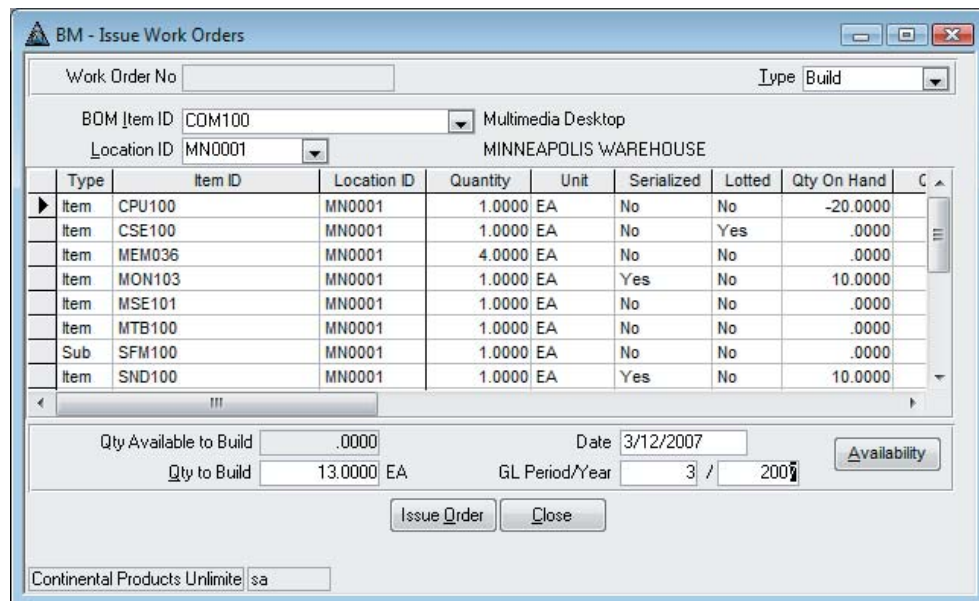 BM - Issue Work Orders
Work Order No Type Build
BOM Item ID COM100 Multimedia Desktop
Location ID MN0001 MINNEAPOLIS WAREHOUSE
Type Item ID Location ID Quantity Unit Serialized Lotted Qty On Hand
Item CPU100 MN0001 1.0000 EA No No -20.0000
Item CSE100 MN0001 1.0000 EA No Yes .0000
Item MEM036 MN0001 4.0000 EA No No .0000
Item MON103 MN0001 1.0000 EA Yes No 10.0000
Item MSE101 MN0001 1.0000 EA No No .0000
Item MTB100 MN0001 1.0000 EA No No .0000
Sub SFM100 MN0001 1.0000 EA No No .0000
Item SND100 MN0001 1.0000 EA Yes No 10.0000
Qty Available to Build .0000 Date 3/12/2007 Availability
Qty to Build 13.0000 EA GL Period/Year 3 / 2007
Issue Order Close
Continental Products Unlimite sa